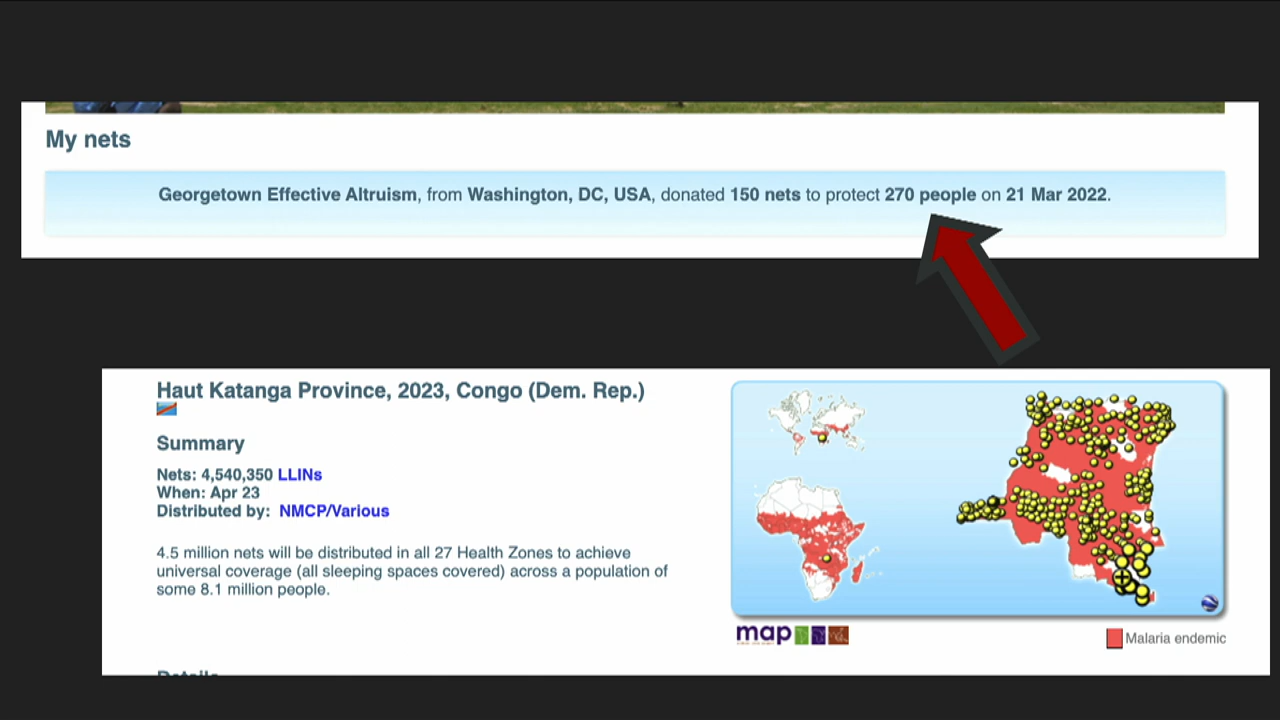 My nets
Georgetown Effective Altruism, from Washington, DC, USA, donated 150 nets to protect 270 people on 21 Mar 2022.
Haut Katanga Province, 2023, Congo (Dem. Rep.)
Summary
Nets: 4,540,350 LLINs
When: Apr 23
Distributed by: NMCP/Various
4.5 million nets will be distributed in all 27 Health Zones to achieve
universal coverage (all sleeping spaces covered) across a population of
some 8.1 million people.
Details
map
Malaria endemic